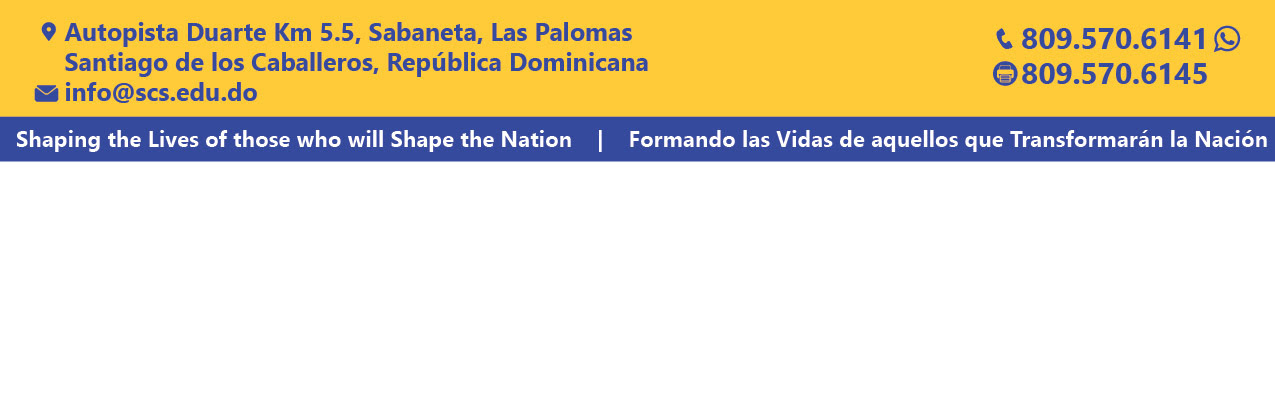 Autopista Duarte Km 5.5, Sabaneta, Las Palomas
Santiago de los Caballeros, República Dominicana
info@scs.edu.do
809.570.6141
809.570.6145
Shaping the Lives of those who will Shape the Nation | Formando las Vidas de aquellos que Transformarán la Nación